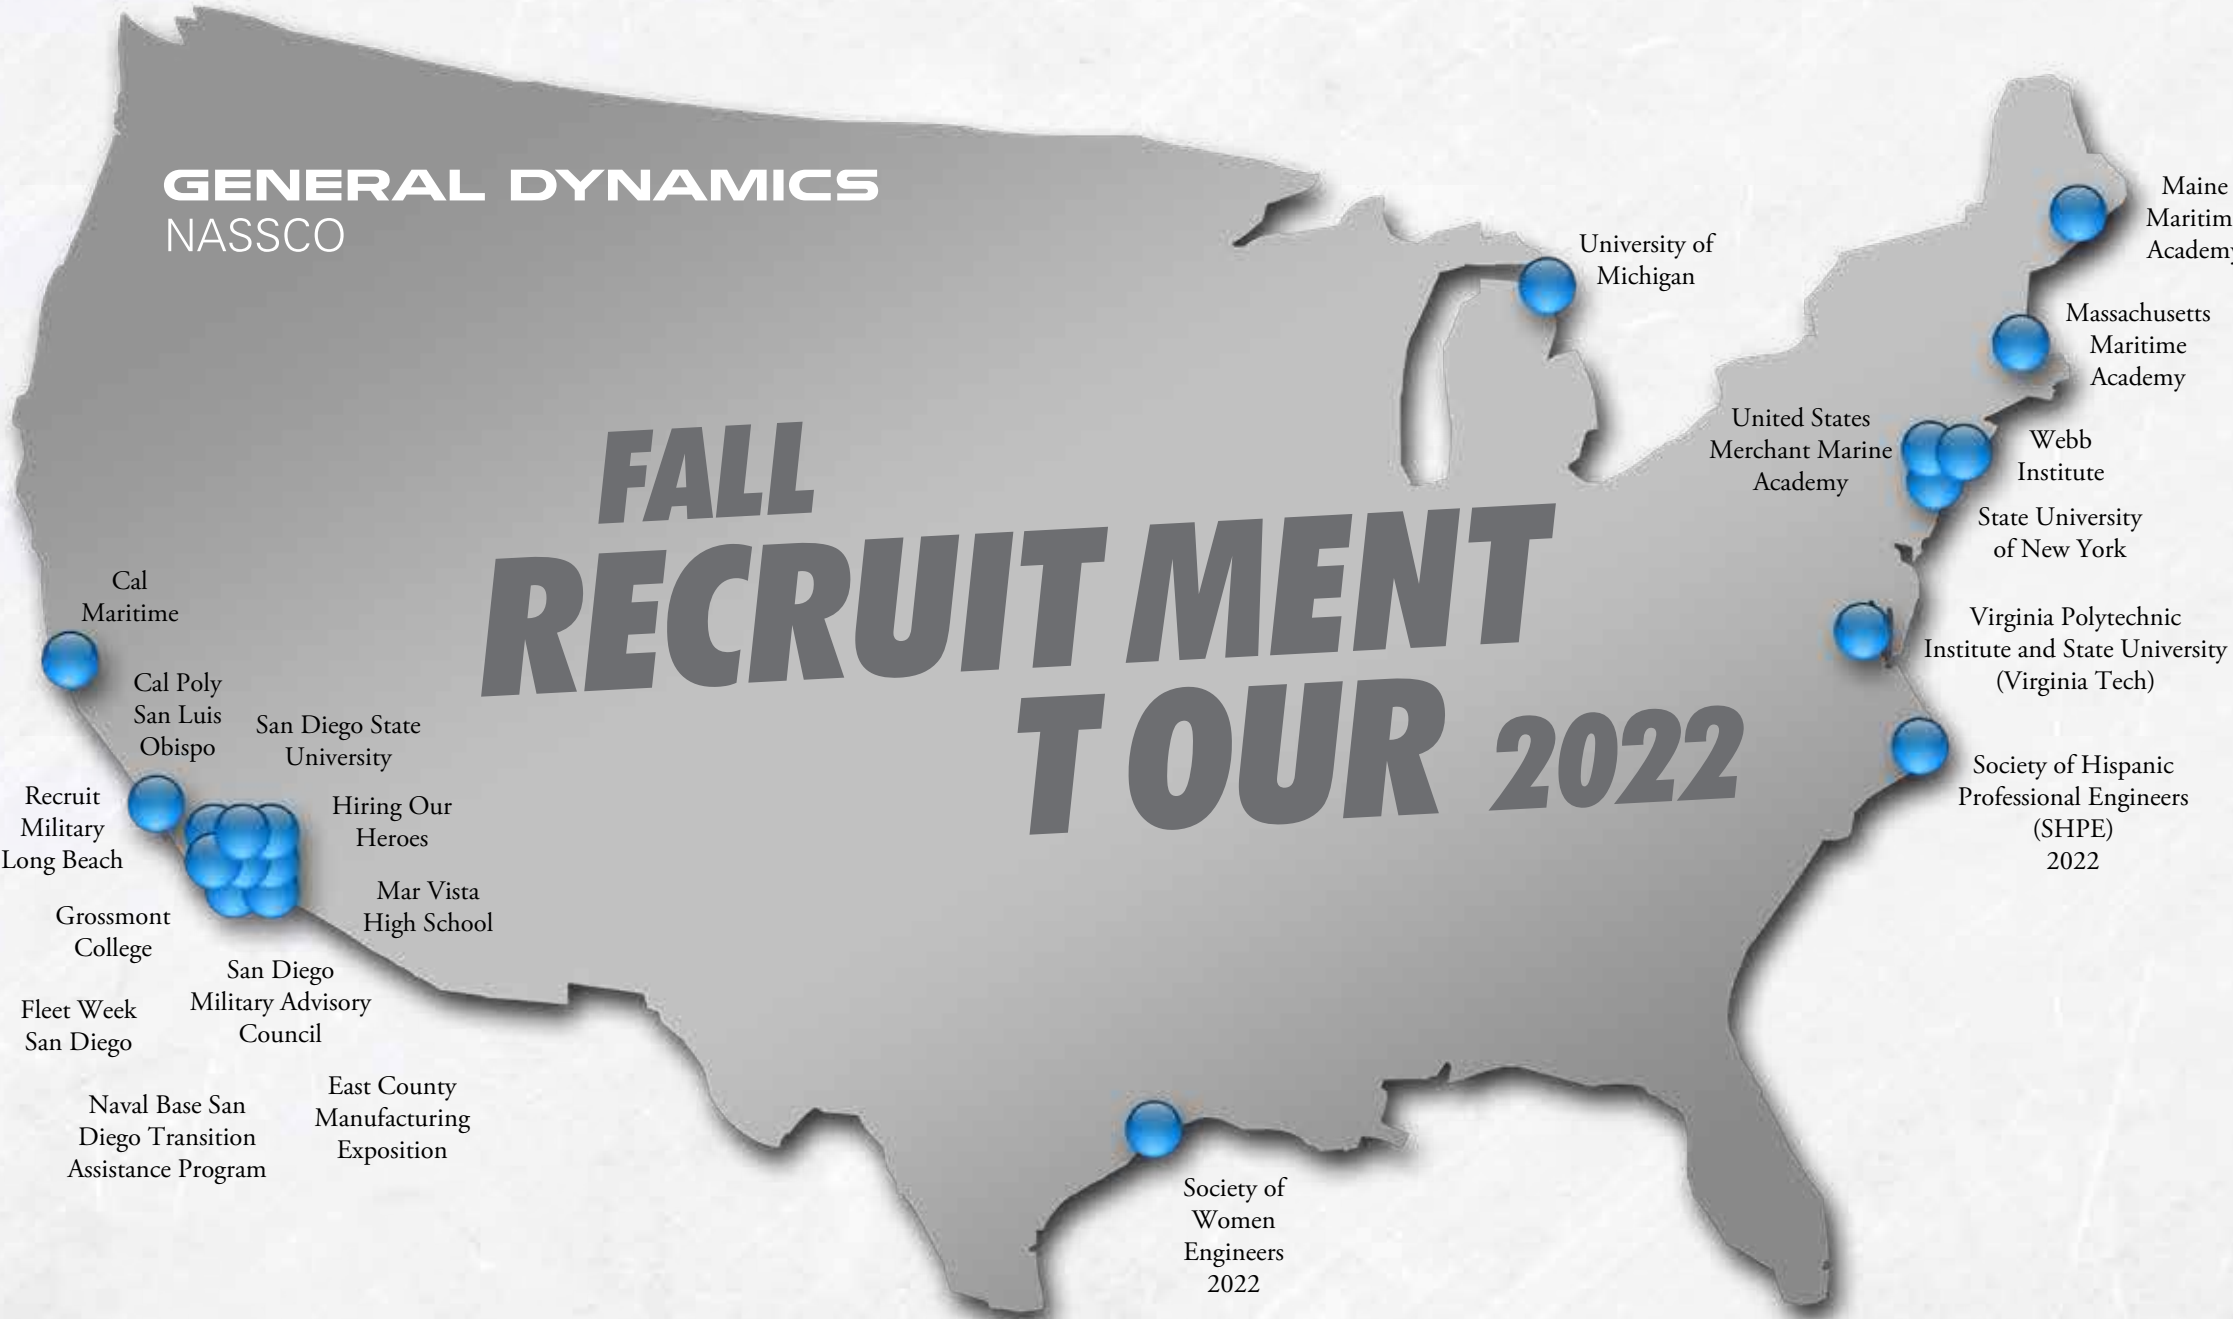 GENERAL DYNAMICS
NASSCO
FALL
RECRUITMENT
TOUR 2022
University of
Michigan
Maine
Maritim
Academy
Massachusetts
Maritime
Academy
United States
Merchant Marine
Academy
Webb
Institute
State University
of New York
Virginia Polytechnic
Institute and State University
(Virginia Tech)
Society of Hispanic
Professional Engineers
(SHPE)
2022
Cal
Maritime
Cal Poly
San Luis
Obispo
San Diego State
University
Recruit
Military
Long Beach
Hiring Our
Heroes
Mar Vista
High School
Grossmont
College
San Diego
Military Advisory
Council
Fleet Week
San Diego
East County
Manufacturing
Exposition
Naval Base San
Diego Transition
Assistance Program
Society of
Women
Engineers
2022